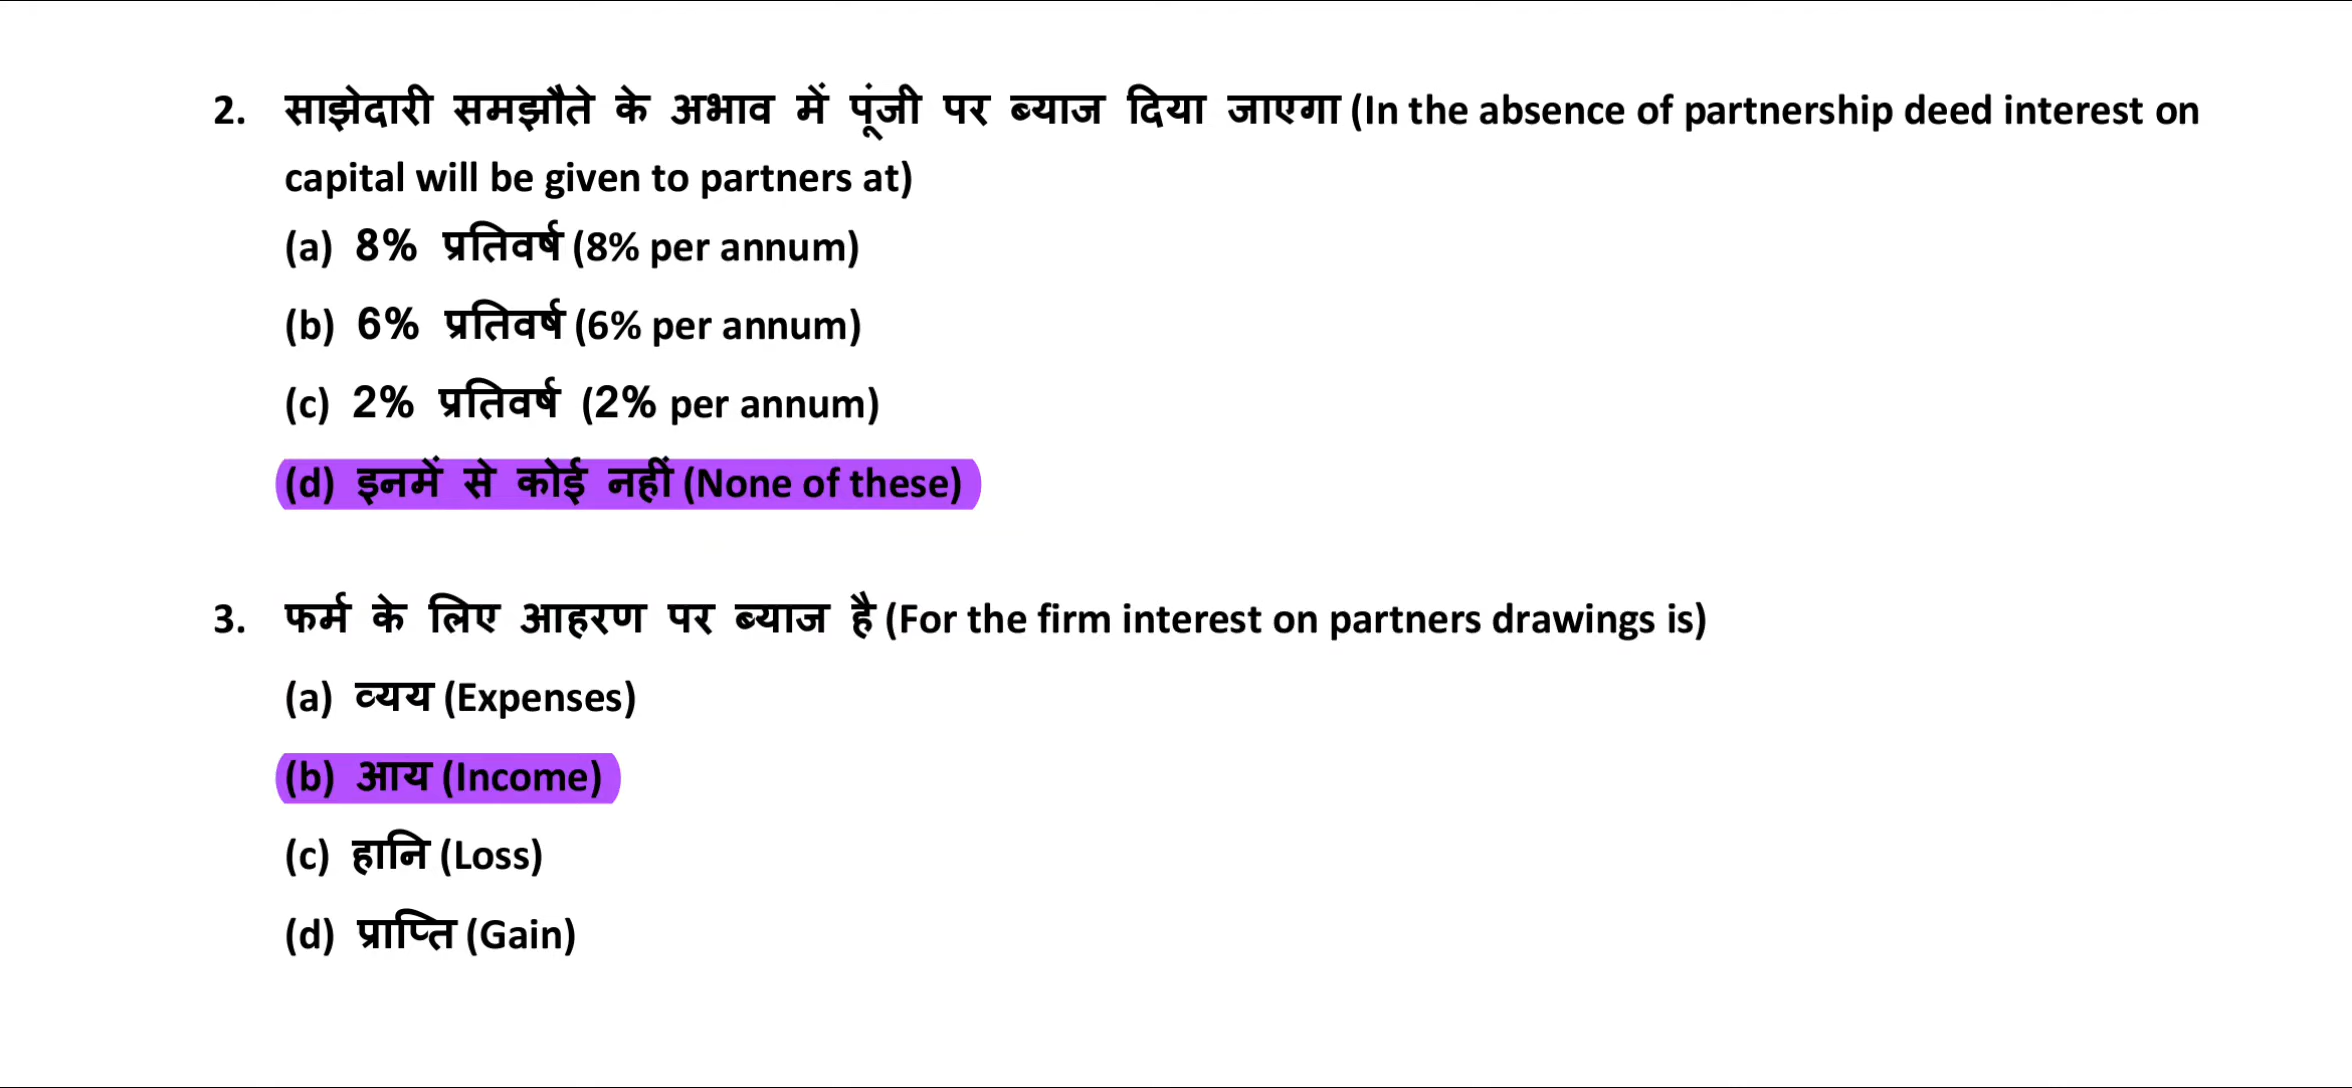 2. साझेदारी समझौते के अभाव में पूंजी पर ब्याज दिया जाएगा (In the absence of partnership deed interest on
capital will be given to partners at)
(a) 8% प्रतिवर्ष (8% per annum)
(b) 6% प्रतिवर्ष (6% per annum)
(c) 2% प्रतिवर्ष (2% per annum)
(d) इनमें से कोई नहीं (None of these)
3. फर्म के लिए आहरण पर ब्याज है (For the firm interest on partners drawings is)
(a) व्यय (Expenses)
(b) आय (Income)
(c) हानि (Loss)
(d) प्राप्ति (Gain)